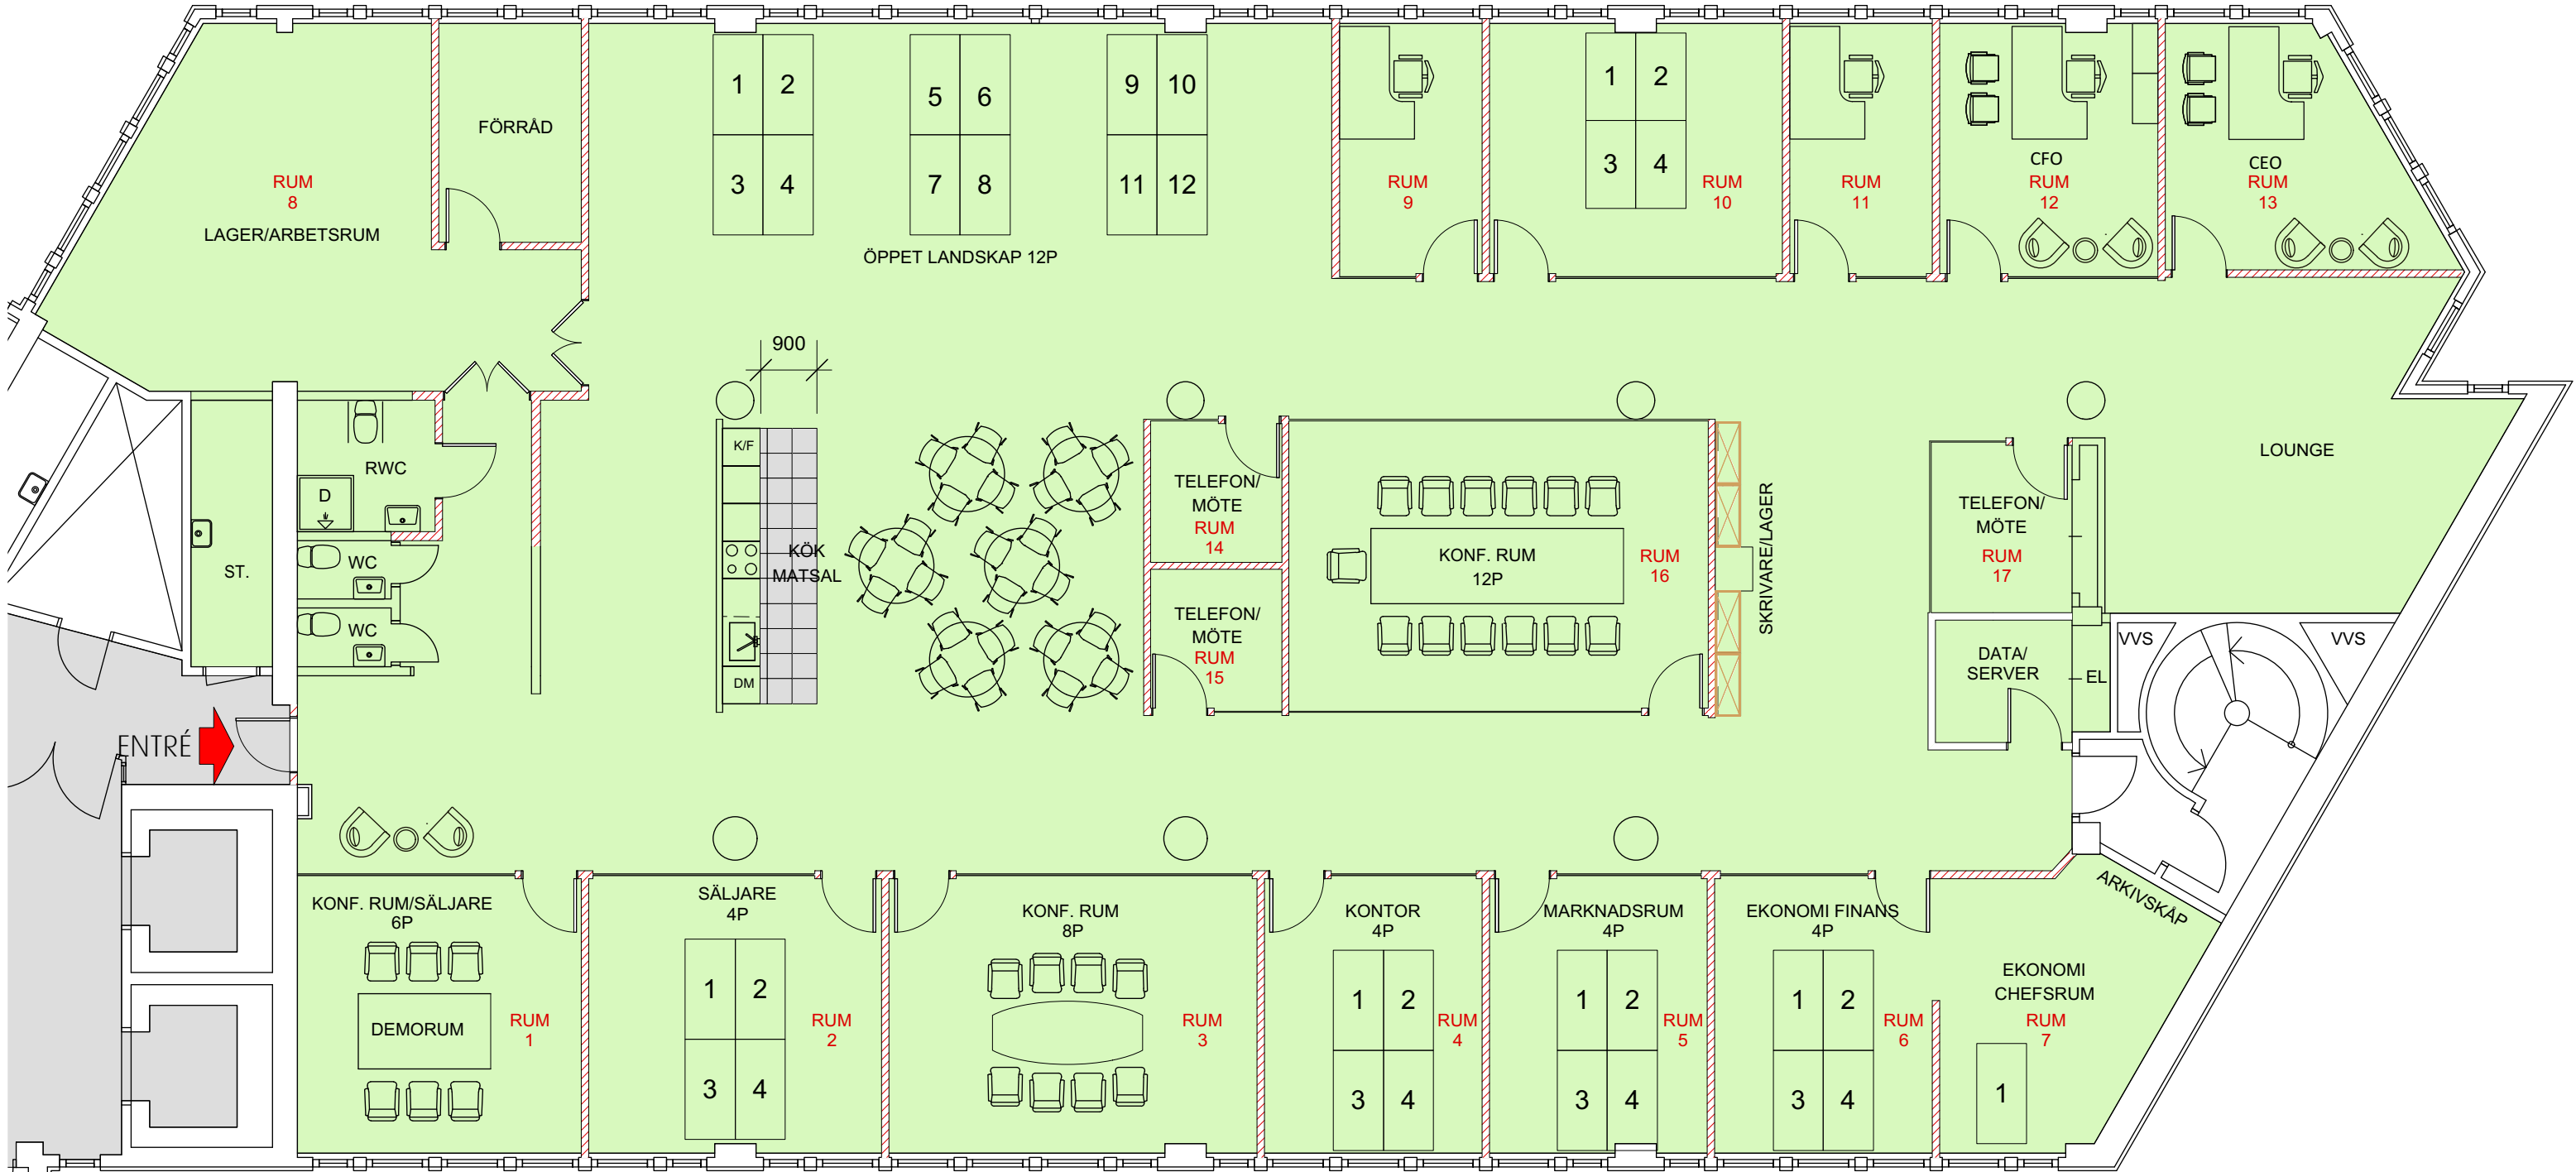 RUM
8
LAGER/ARBETSRUM
FÖRRÅD
1 2
3 4
5 6
7 8
9 10
11 12
ÖPPET LANDSKAP 12P
RUM
9
1 2
3 4
RUM
10
RUM
11
CFO
RUM
12
CEO
RUM
13
900
K/F
KÖK
MATSAL
DM
RWC
D
WC
WC
ST.
ENTRÉ
TELEFON/
MÖTE
RUM
14
TELEFON/
MÖTE
RUM
15
KONF. RUM
12P
RUM
16
SKRIVARE/LAGER
TELEFON/
MÖTE
RUM
17
LOUNGE
DATA/
SERVER
EL
VVS
VVS
KONF. RUM/SÄLJARE
6P
DEMORUM
RUM
1
SÄLJARE
4P
1 2
3 4
RUM
2
KONF. RUM
8P
RUM
3
KONTOR
4P
1 2
3 4
RUM
4
MARKNADSRUM
4P
1 2
3 4
RUM
5
EKONOMI FINANS
4P
1 2
3 4
RUM
6
ARKIVSKÅP
EKONOMI
CHEFSRUM
RUM
7
1